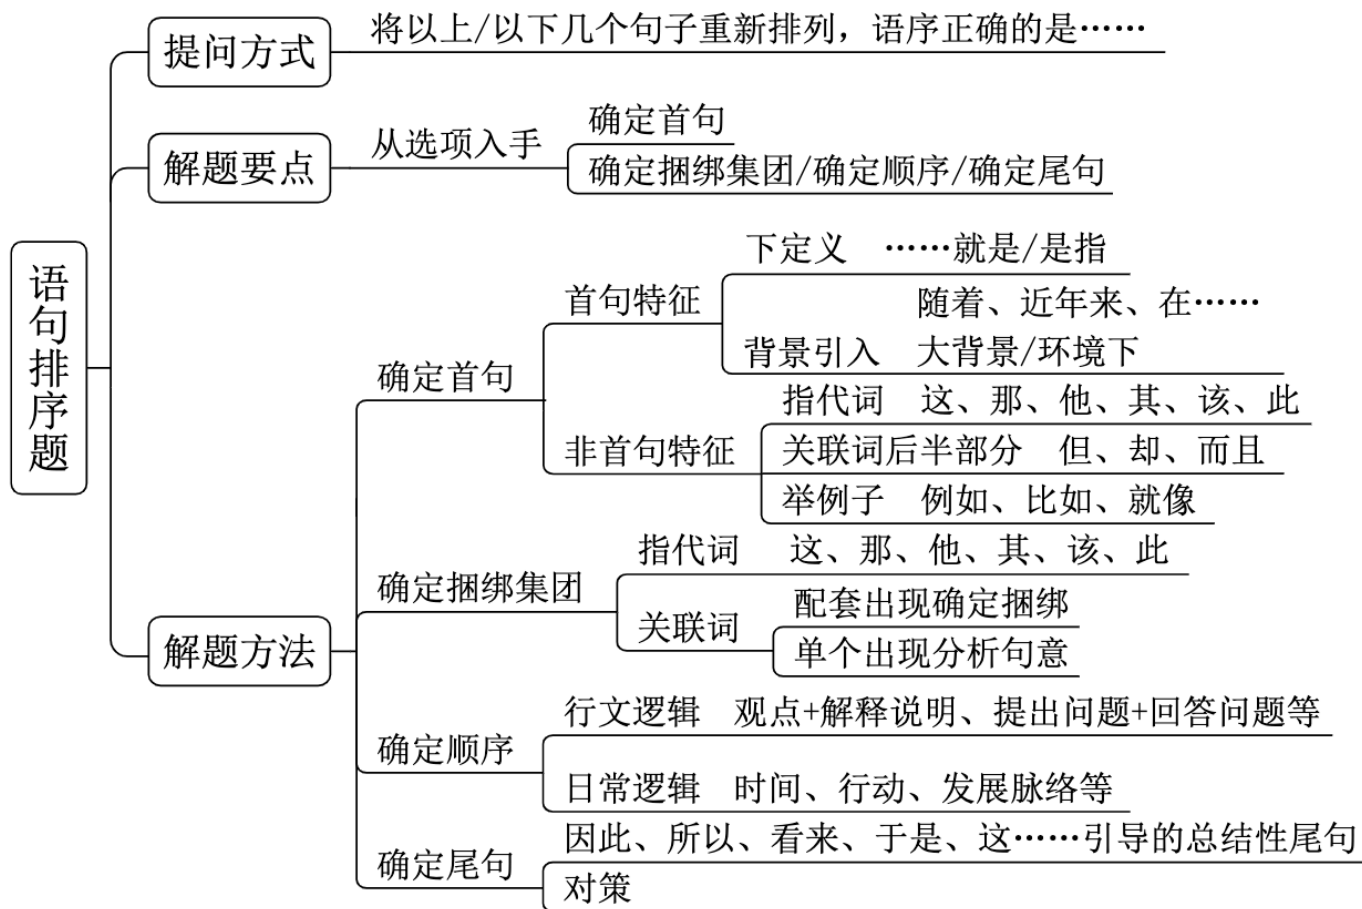 语句排序题
提问方式
将以上/以下几个句子重新排列，语序正确的是……
解题要点
从选项入手
确定首句
确定捆绑集团/确定顺序/确定尾句
解题方法
确定首句
首句特征
下定义 ……就是/是指
背景引入 随着、近年来、在……
大背景/环境下
非首句特征
指代词 这、那、他、其、该、此
关联词后半部分 但、却、而且
举例子 例如、比如、就像
确定捆绑集团
指代词 这、那、他、其、该、此
关联词
配套出现确定捆绑
单个出现分析句意
确定顺序
行文逻辑 观点+解释说明、提出问题+回答问题等
日常逻辑 时间、行动、发展脉络等
确定尾句
因此、所以、看来、于是、这……引导的总结性尾句
对策